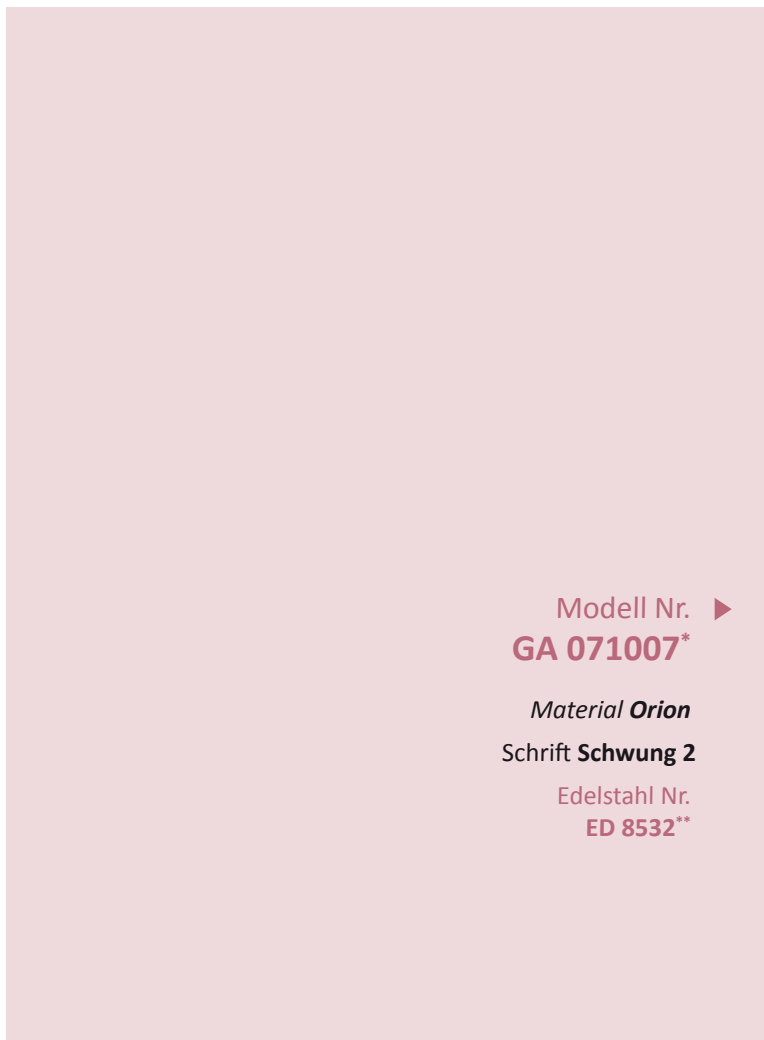 Modell Nr. ▶
GA 071007*
Material Orion
Schrift Schwung 2
Edelstahl Nr.
ED 8532**